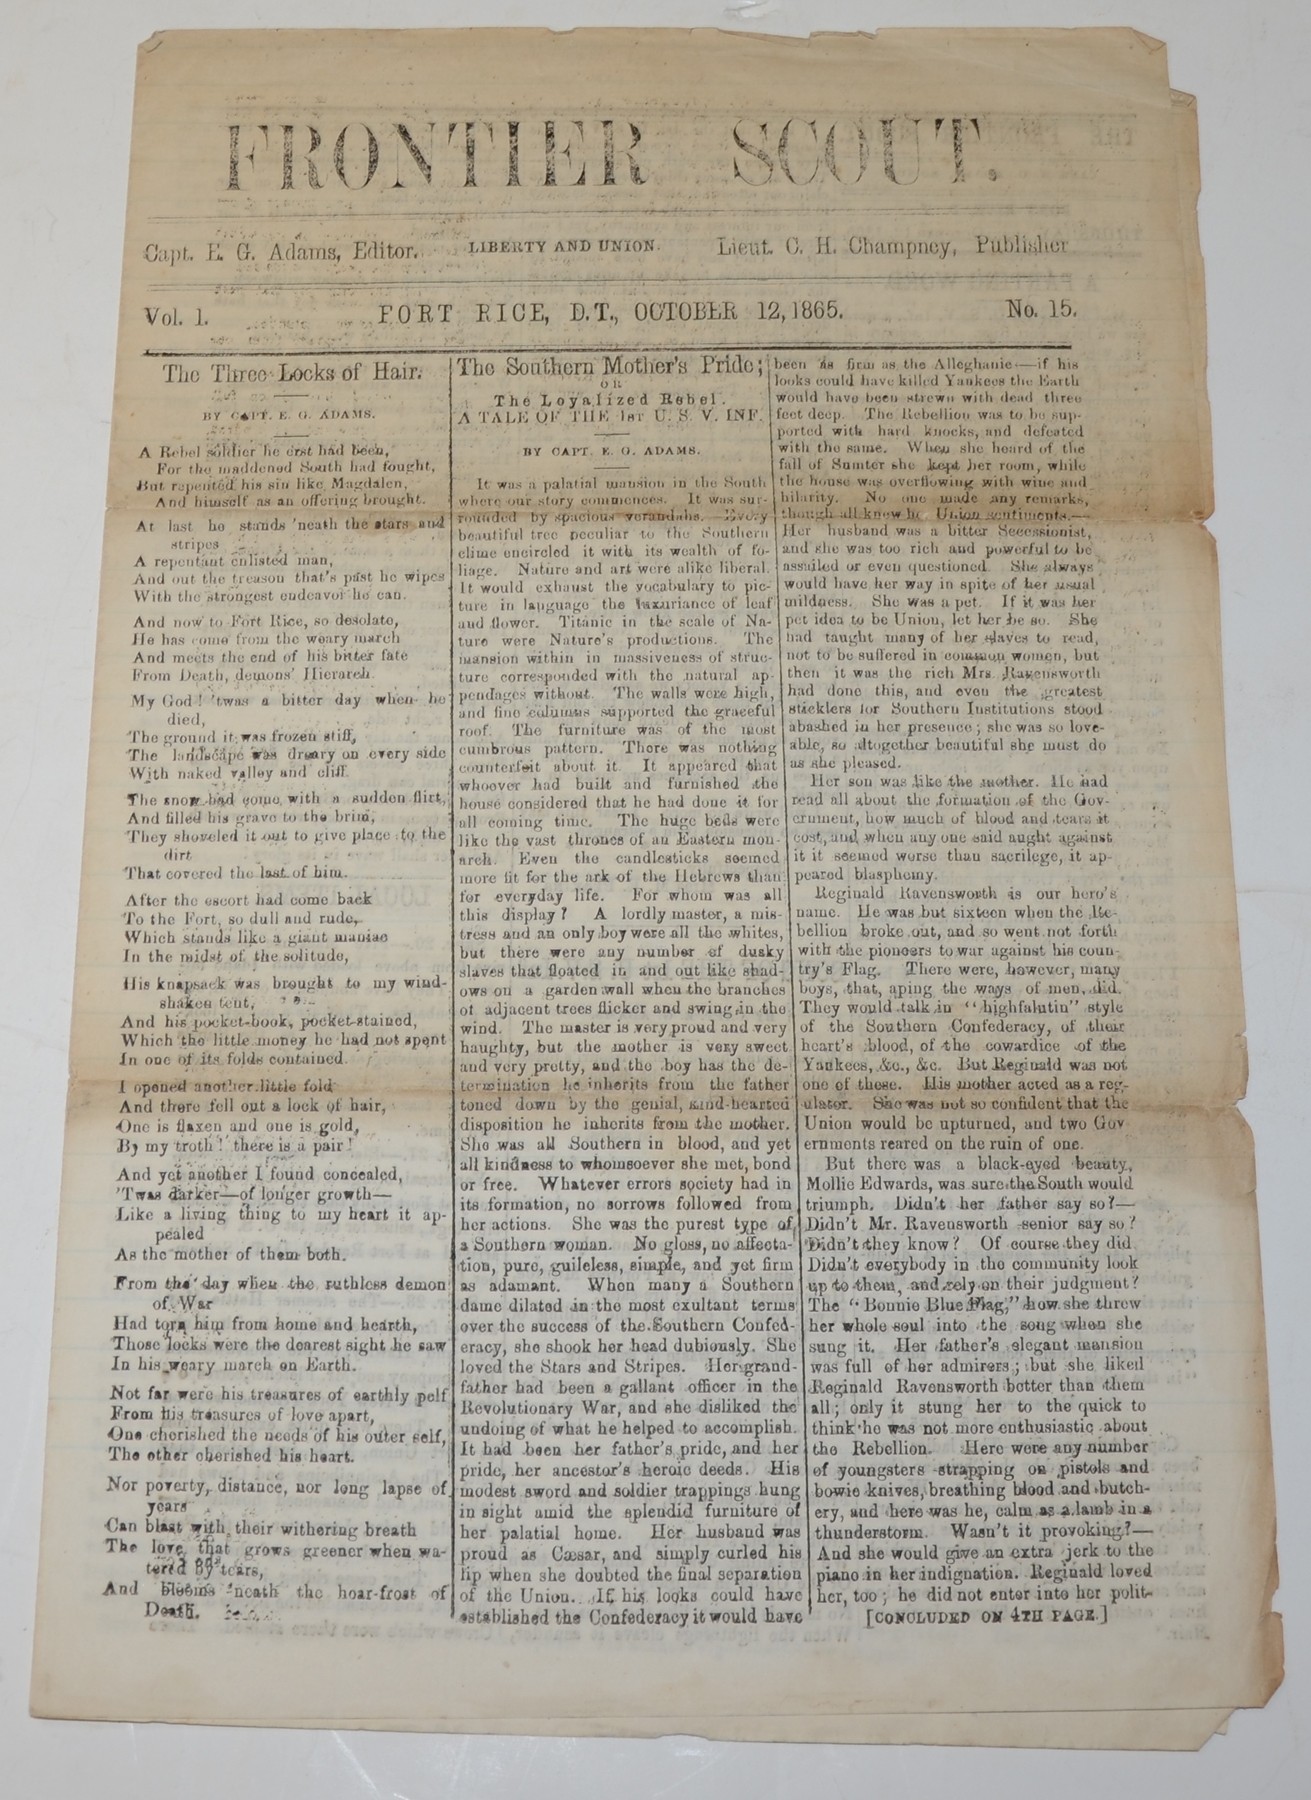 FRONTIER SCOUT.
Capt. E. G. Adams, Editor. LIBERTY AND UNION. Lieut. C. H. Champney, Publisher
Vol. 1. FORT RICE, D.T., OCTOBER 12, 1865. No. 15.
The Three Locks of Hair.
BY CAPT. E. G. ADAMS.
A Rebel soldier he erst had been,
For the maddened South had fought,
But repented his sin like Magdalen,
And himself as an offering brought.
At last he stands 'neath the stars and
stripes
A repentant enlisted man,
And out the treason that's past he wipes
With the strongest endeavor he can.
And now to Fort Rice, so desolate,
He has come from the weary march
And meets the end of his bitter fate
From Death, demons' Hierarch.
My God! 'twas a bitter day when he
died,
The ground it was frozen stiff,
The landscape was dreary on every side
With naked valley and cliff.
The snow had come with a sudden flirt,
And filled his grave to the brim,
They shoveled it out to give place to the
dirt
That covered the last of him.
After the escort had come back
To the Fort, so dull and rude,
Which stands like a giant maniac
In the midst of the solitude,
His knapsack was brought to my wind-
shaken tent,
And his pocket-book, pocket-stained,
Which the little money he had not spent
In one of its folds contained.
I opened another little fold
And there fell out a lock of hair,
One is flaxen and one is gold,
By my troth! there is a pair!
And yet another I found concealed,
'Twas darker—of longer growth—
Like a living thing to my heart it ap-
pealed
As the mother of them both.
From the day when the ruthless demon
of War
Had torn him from home and hearth,
Those locks were the dearest sight he saw
In his weary march on Earth.
Not far were his treasures of earthly pelf
From his treasures of love apart,
One cherished the needs of his outer self,
The other cherished his heart.
Nor poverty, distance, nor long lapse of
years
Can blast with their withering breath
The love that grows greener when wa-
tered by tears,
And blooms 'neath the hoar-frost of
Death.
The Southern Mother's Pride;
OR
The Loyalized Rebel.
A TALE OF THE 1st U. S. V. INF.
BY CAPT. E. G. ADAMS.
It was a palatial mansion in the South
where our story commences. It was sur-
rounded by spacious verandahs. Every
beautiful tree peculiar to the Southern
clime encircled it with its wealth of fo-
liage. Nature and art were alike liberal.
It would exhaust the vocabulary to pic-
ture in language the luxuriance of leaf
and flower. Titanic in the scale of Na-
ture were Nature's productions. The
mansion within in massiveness of struc-
ture corresponded with the natural ap-
pendages without. The walls were high,
and fine columns supported the graceful
roof. The furniture was of the most
cumbrous pattern. There was nothing
counterfeit about it. It appeared that
whoever had built and furnished the
house considered that he had done it for
all coming time. The huge beds were
like the vast thrones of an Eastern mon-
arch. Even the candlesticks seemed
more fit for the ark of the Hebrews than
for everyday life. For whom was all
this display? A lordly master, a mis-
tress and an only boy were all the whites,
but there were any number of dusky
slaves that floated in and out like shad-
ows on a garden wall when the branches
of adjacent trees flicker and swing in the
wind. The master is very proud and very
haughty, but the mother is very sweet
and very pretty, and the boy has the de-
termination he inherits from the father
toned down by the genial, kind-hearted
disposition he inherits from the mother.
She was all Southern in blood, and yet
all kindness to whomsoever she met, bond
or free. Whatever errors society had in
its formation, no sorrows followed from
her actions. She was the purest type of
a Southern woman. No gloss, no affecta-
tion, pure, guileless, simple, and yet firm
as adamant. When many a Southern
dame dilated in the most exultant terms
over the success of the Southern Confed-
eracy, she shook her head dubiously. She
loved the Stars and Stripes. Her grand-
father had been a gallant officer in the
Revolutionary War, and she disliked the
undoing of what he helped to accomplish.
It had been her father's pride, and her
pride, her ancestor's heroic deeds. His
modest sword and soldier trappings hung
in sight amid the splendid furniture of
her palatial home. Her husband was
proud as Cæsar, and simply curled his
lip when she doubted the final separation
of the Union. If his looks could have
established the Confederacy it would have
been as firm as the Alleghanie—if his
looks could have killed Yankees the Earth
would have been strewn with dead three
feet deep. The Rebellion was to be sup-
ported with hard knocks, and defeated
with the same. When she heard of the
fall of Sumter she kept her room, while
the house was overflowing with wine and
hilarity. No one made any remarks,
though all knew he Union sentiments.—
Her husband was a bitter Secessionist,
and she was too rich and powerful to be
assailed or even questioned. She always
would have her way in spite of her usual
mildness. She was a pet. If it was her
pet idea to be Union, let her be so. She
had taught many of her slaves to read,
not to be suffered in common women, but
then it was the rich Mrs. Ravensworth
had done this, and even the greatest
sticklers for Southern Institutions stood
abashed in her presence; she was so love-
able, so altogether beautiful she must do
as she pleased.
Her son was like the mother. He had
read all about the formation of the Gov-
ernment, how much of blood and tears it
cost, and when any one said aught against
it it seemed worse than sacrilege, it ap-
peared blasphemy.
Reginald Ravensworth is our hero's
name. He was but sixteen when the Re-
bellion broke out, and so went not forth
with the pioneers to war against his coun-
try's Flag. There were, however, many
boys, that, aping the ways of men, did.
They would talk in "highfalutin" style
of the Southern Confederacy, of their
heart's blood, of the cowardice of the
Yankees, &c., &c. But Reginald was not
one of these. His mother acted as a reg-
ulator. She was not so confident that the
Union would be upturned, and two Gov
ernments reared on the ruin of one.
But there was a black-eyed beauty,
Mollie Edwards, was sure the South would
triumph. Didn't her father say so?—
Didn't Mr. Ravensworth senior say so?
Didn't they know? Of course they did.
Didn't everybody in the community look
up to them, and rely on their judgment?
The "Bonnie Blue Flag," how she threw
her whole soul into the song when she
sung it. Her father's elegant mansion
was full of her admirers; but she liked
Reginald Ravensworth better than them
all; only it stung her to the quick to
think he was not more enthusiastic about
the Rebellion. Here were any number
of youngsters strapping on pistols and
bowie knives, breathing blood and butch-
ery, and here was he, calm as a lamb in a
thunderstorm. Wasn't it provoking?—
And she would give an extra jerk to the
piano in her indignation. Reginald loved
her, too; he did not enter into her polit-
[CONCLUDED ON 4TH PAGE.]